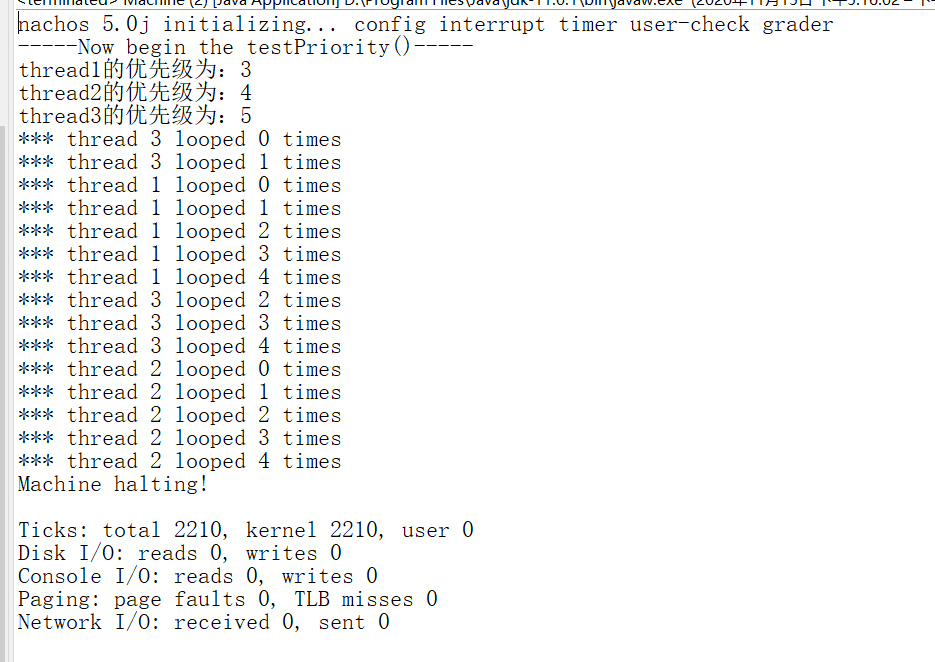 <terminated> Machine (2) [Java Application] D:\Program Files\Java\jdk-11.0.1\bin\javaw.exe (2020年11月15日 下午5:16:02 – 下午
nachos 5.0j initializing... config interrupt timer user-check grader
-----Now begin the testPriority()-----
thread1的优先级为：3
thread2的优先级为：4
thread3的优先级为：5
*** thread 3 looped 0 times
*** thread 3 looped 1 times
*** thread 1 looped 0 times
*** thread 1 looped 1 times
*** thread 1 looped 2 times
*** thread 1 looped 3 times
*** thread 1 looped 4 times
*** thread 3 looped 2 times
*** thread 3 looped 3 times
*** thread 3 looped 4 times
*** thread 2 looped 0 times
*** thread 2 looped 1 times
*** thread 2 looped 2 times
*** thread 2 looped 3 times
*** thread 2 looped 4 times
Machine halting!
Ticks: total 2210, kernel 2210, user 0
Disk I/O: reads 0, writes 0
Console I/O: reads 0, writes 0
Paging: page faults 0, TLB misses 0
Network I/O: received 0, sent 0